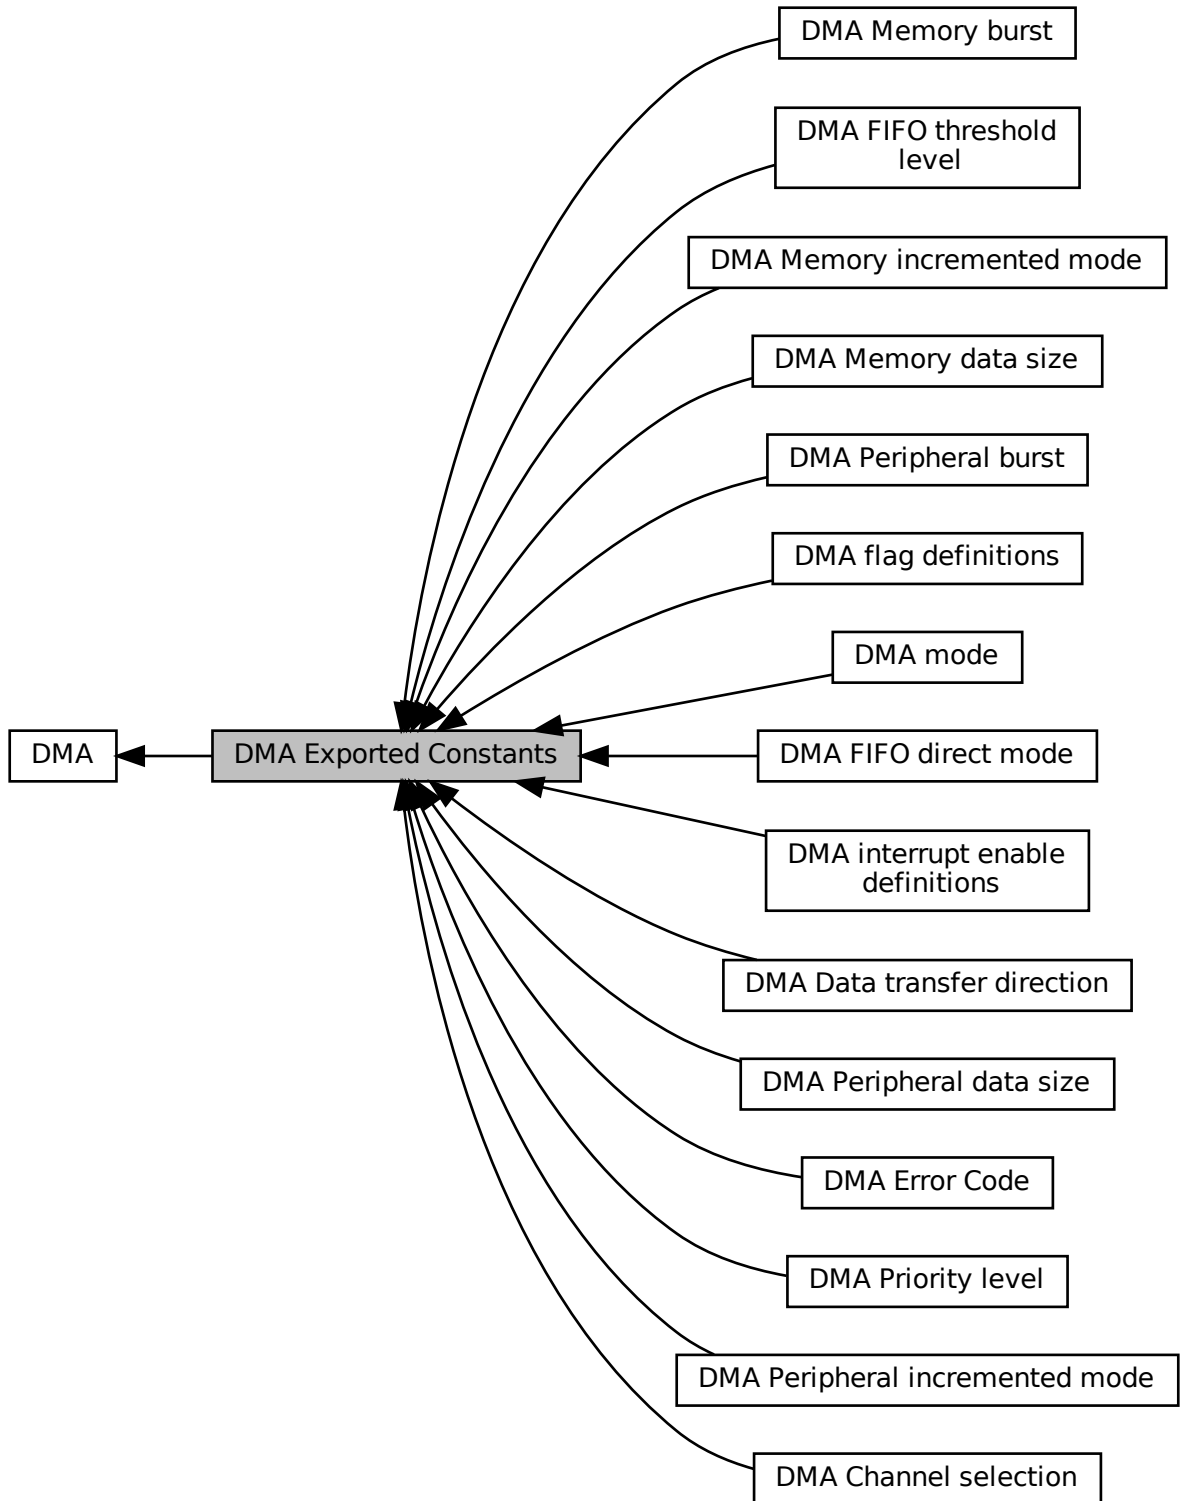 DMA Memory burst
DMA FIFO threshold
level
DMA Memory incremented mode
DMA Memory data size
DMA Peripheral burst
DMA flag definitions
DMA mode
DMA
DMA Exported Constants
DMA FIFO direct mode
DMA interrupt enable
definitions
DMA Data transfer direction
DMA Peripheral data size
DMA Error Code
DMA Priority level
DMA Peripheral incremented mode
DMA Channel selection